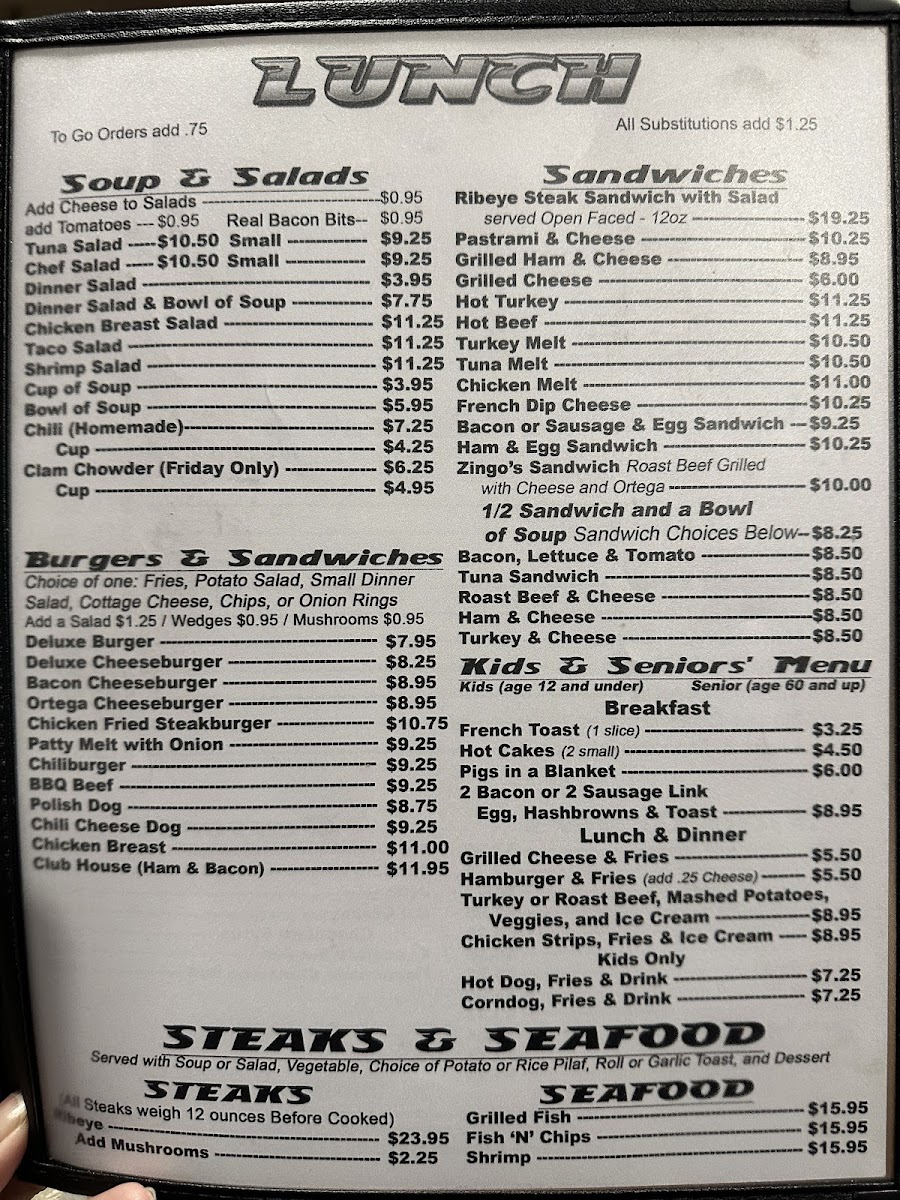 LUNCH
To Go Orders add .75
All Substitutions add $1.25
Soup & Salads
Add Cheese to Salads ---$0.95
add Tomatoes --- $0.95 Real Bacon Bits-- $0.95
Tuna Salad ----- $10.50 Small --- $9.25
Chef Salad ----- $10.50 Small --- $9.25
Dinner Salad --- $3.95
Dinner Salad & Bowl of Soup --- $7.75
Chicken Breast Salad --- $11.25
Taco Salad --- $11.25
Shrimp Salad --- $11.25
Cup of Soup --- $3.95
Bowl of Soup --- $5.95
Chili (Homemade)--- $7.25
Cup --- $4.25
Clam Chowder (Friday Only) --- $6.25
Cup --- $4.95
Burgers & Sandwiches
Choice of one: Fries, Potato Salad, Small Dinner
Salad, Cottage Cheese, Chips, or Onion Rings
Add a Salad $1.25 / Wedges $0.95 / Mushrooms $0.95
Deluxe Burger --- $7.95
Deluxe Cheeseburger --- $8.25
Bacon Cheeseburger --- $8.95
Ortega Cheeseburger --- $8.95
Chicken Fried Steakburger --- $10.75
Patty Melt with Onion --- $9.25
Chiliburger --- $9.25
BBQ Beef --- $9.25
Polish Dog --- $8.75
Chili Cheese Dog --- $9.25
Chicken Breast --- $11.00
Club House (Ham & Bacon) --- $11.95
Sandwiches
Ribeye Steak Sandwich with Salad
served Open Faced - 12oz --- $19.25
Pastrami & Cheese --- $10.25
Grilled Ham & Cheese --- $8.95
Grilled Cheese --- $6.00
Hot Turkey --- $11.25
Hot Beef --- $11.25
Turkey Melt --- $10.50
Tuna Melt --- $10.50
Chicken Melt --- $11.00
French Dip Cheese --- $10.25
Bacon or Sausage & Egg Sandwich --- $9.25
Ham & Egg Sandwich --- $10.25
Zingo's Sandwich Roast Beef Grilled
with Cheese and Ortega --- $10.00
1/2 Sandwich and a Bowl
of Soup Sandwich Choices Below-- $8.25
Bacon, Lettuce & Tomato --- $8.50
Tuna Sandwich --- $8.50
Roast Beef & Cheese --- $8.50
Ham & Cheese --- $8.50
Turkey & Cheese --- $8.50
Kids & Seniors' Menu
Kids (age 12 and under) Senior (age 60 and up)
Breakfast
French Toast (1 slice) --- $3.25
Hot Cakes (2 small) --- $4.50
Pigs in a Blanket --- $6.00
2 Bacon or 2 Sausage Link
Egg, Hashbrowns & Toast --- $8.95
Lunch & Dinner
Grilled Cheese & Fries --- $5.50
Hamburger & Fries (add .25 Cheese) --- $5.50
Turkey or Roast Beef, Mashed Potatoes,
Veggies, and Ice Cream --- $8.95
Chicken Strips, Fries & Ice Cream --- $8.95
Kids Only
Hot Dog, Fries & Drink --- $7.25
Corndog, Fries & Drink --- $7.25
STEAKS & SEAFOOD
Served with Soup or Salad, Vegetable, Choice of Potato or Rice Pilaf, Roll or Garlic Toast, and Dessert
STEAKS
(All Steaks weigh 12 ounces Before Cooked)
Ribeye --- $23.95
Add Mushrooms --- $2.25
SEAFOOD
Grilled Fish --- $15.95
Fish 'N' Chips --- $15.95
Shrimp --- $15.95